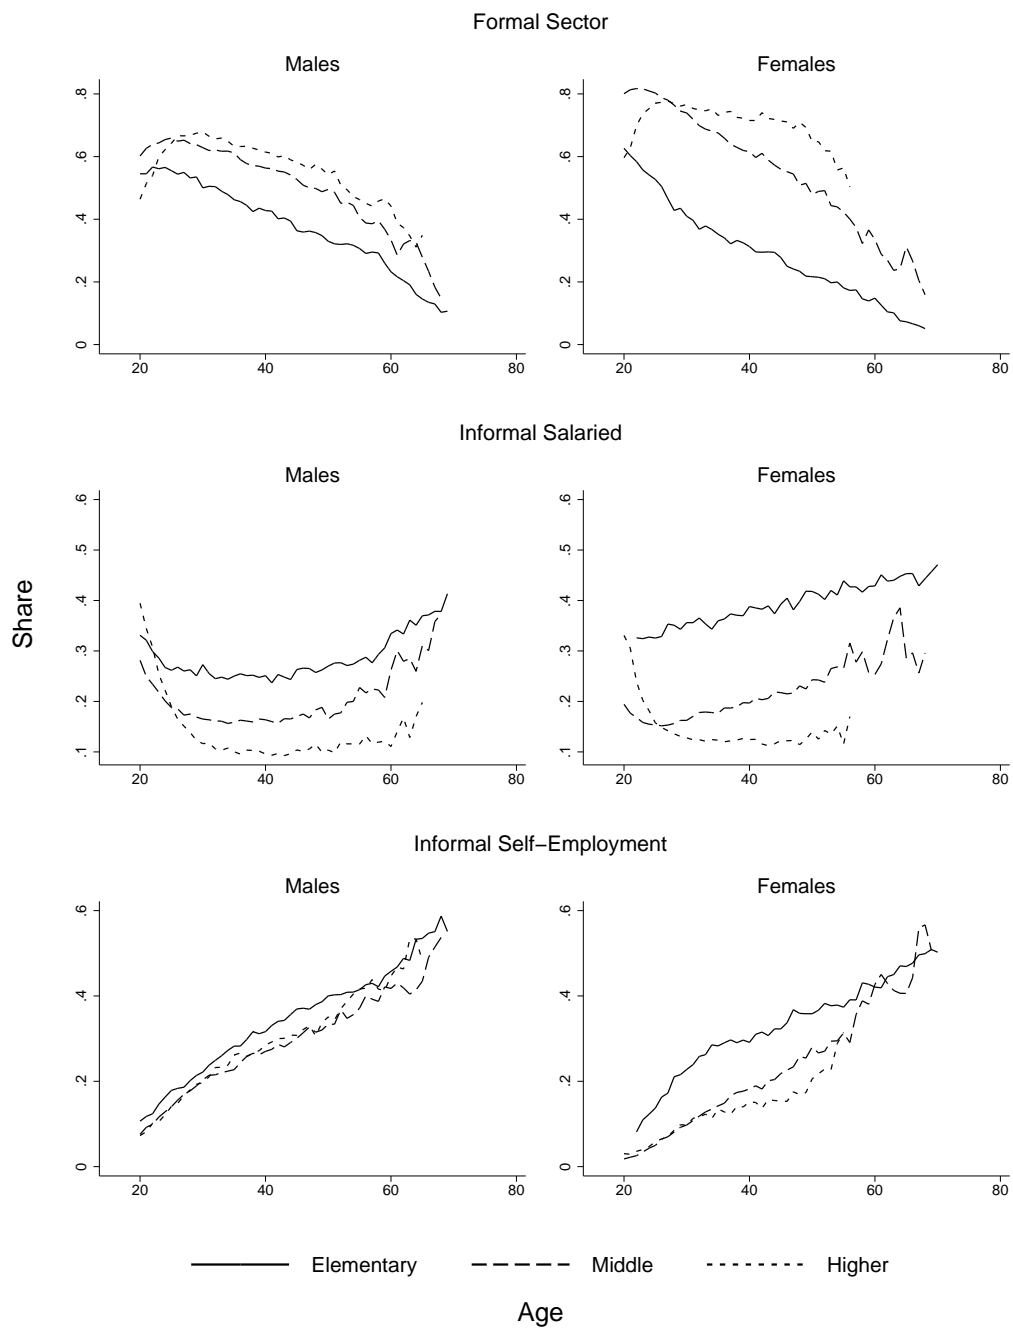 Formal Sector
Males Females
.8 .8
.6 .6
.4 .4
.2 .2
0 0
20 40 60 80 20 40 60 80
Informal Salaried
Males Females
.6 .6
.5 .5
.4 .4
.3 .3
.2 .2
.1 .1
20 40 60 80 20 40 60 80
Share
Informal Self−Employment
Males Females
.6 .6
.4 .4
.2 .2
0 0
20 40 60 80 20 40 60 80
Elementary Middle Higher
Age